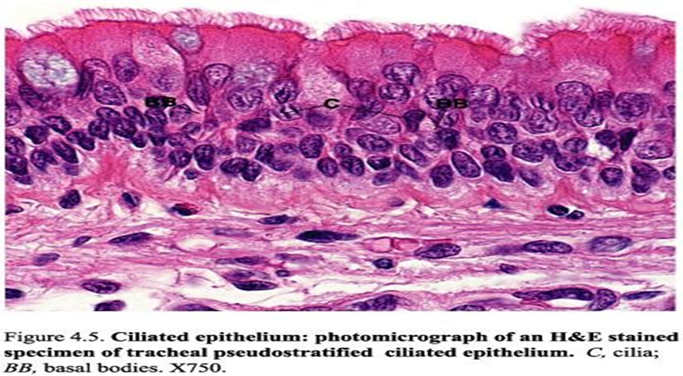 BB C BB
Figure 4.5. Ciliated epithelium: photomicrograph of an H&E stained
specimen of tracheal pseudostratified ciliated epithelium. C, cilia;
BB, basal bodies. X750.